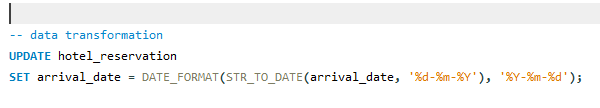 -- data transformation
UPDATE hotel_reservation
SET arrival_date = DATE_FORMAT(STR_TO_DATE(arrival_date, '%d-%m-%Y'), '%Y-%m-%d');